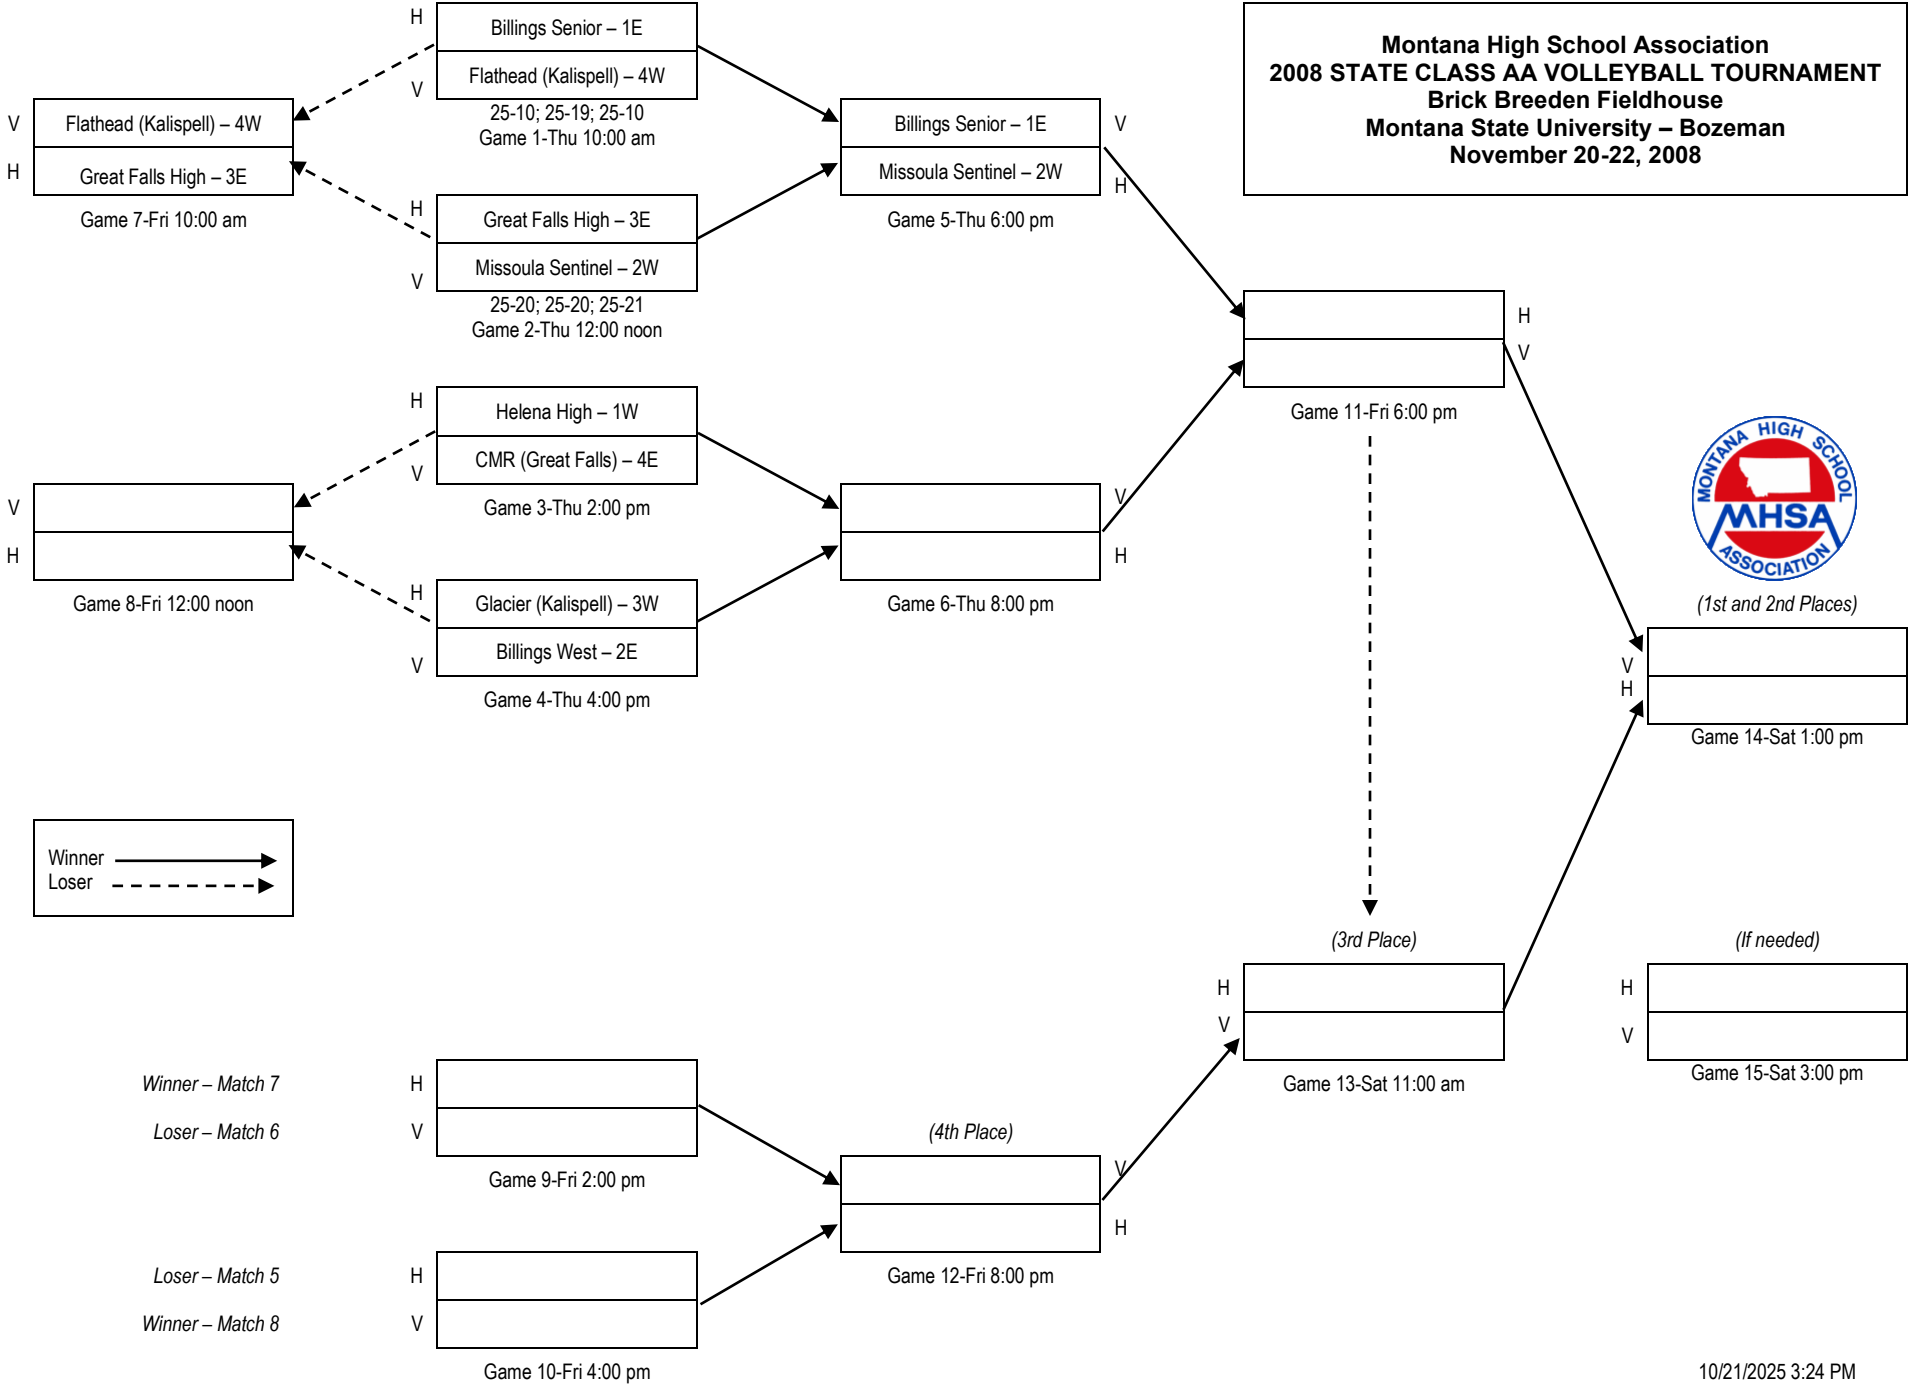 Montana High School Association
2008 STATE CLASS AA VOLLEYBALL TOURNAMENT
Brick Breeden Fieldhouse
Montana State University – Bozeman
November 20-22, 2008
H
Billings Senior – 1E
Flathead (Kalispell) – 4W
V
25-10; 25-19; 25-10
Game 1-Thu 10:00 am
V
Flathead (Kalispell) – 4W
H
Great Falls High – 3E
Game 7-Fri 10:00 am
Billings Senior – 1E
V
Missoula Sentinel – 2W
H
Game 5-Thu 6:00 pm
H
Great Falls High – 3E
Missoula Sentinel – 2W
V
25-20; 25-20; 25-21
Game 2-Thu 12:00 noon
H
V
Game 11-Fri 6:00 pm
H
Helena High – 1W
CMR (Great Falls) – 4E
V
Game 3-Thu 2:00 pm
V
H
Game 8-Fri 12:00 noon
V
H
Game 6-Thu 8:00 pm
H
Glacier (Kalispell) – 3W
Billings West – 2E
V
Game 4-Thu 4:00 pm
MONTANA HIGH SCHOOL
MHSA
ASSOCIATION
(1st and 2nd Places)
V
H
Game 14-Sat 1:00 pm
Winner
Loser
(3rd Place)
H
V
Game 13-Sat 11:00 am
(If needed)
H
V
Game 15-Sat 3:00 pm
Winner – Match 7 H
Loser – Match 6 V
Game 9-Fri 2:00 pm
(4th Place)
V
H
Game 12-Fri 8:00 pm
Loser – Match 5 H
Winner – Match 8 V
Game 10-Fri 4:00 pm
10/21/2025 3:24 PM